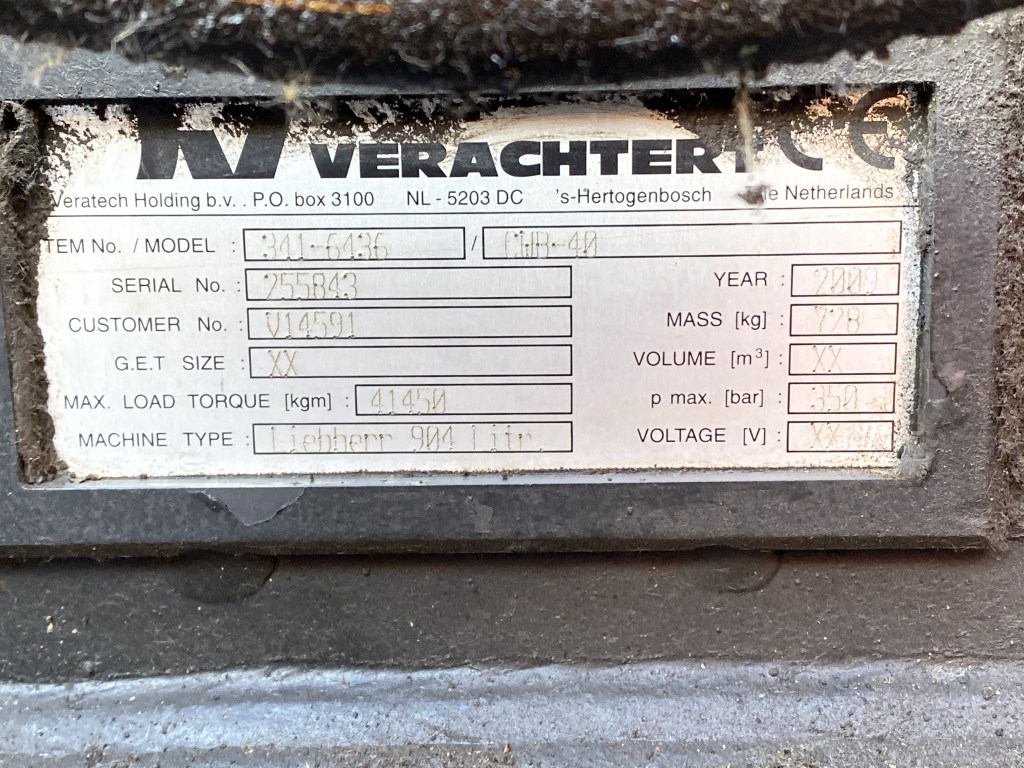 VERACHTERT CE
Veratech Holding b.v. . P.O. box 3100 NL - 5203 DC 's-Hertogenbosch Netherlands
TEM No. / MODEL : 341-6436 / CWB-40
SERIAL No. : 255843 YEAR : 2009
CUSTOMER No. : V14591 MASS [kg] : 728
G.E.T SIZE : XX VOLUME [m³] : XX
MAX. LOAD TORQUE [kgm] : 41450 p max. [bar] : 350
MACHINE TYPE : Liebherr 904 Litr. VOLTAGE [V] : XX